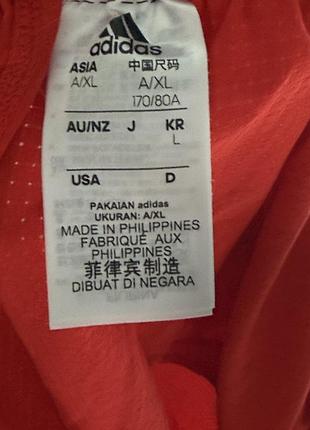 adidas
ASIA 中国尺码
A/XL A/XL
170/80A
AU/NZ J KR
L
USA D
PAKAIAN adidas
UKURAN: A/XL
MADE IN PHILIPPINES
FABRIQUÉ AUX
PHILIPPINES
菲律宾制造
DIBUAT DI NEGARA